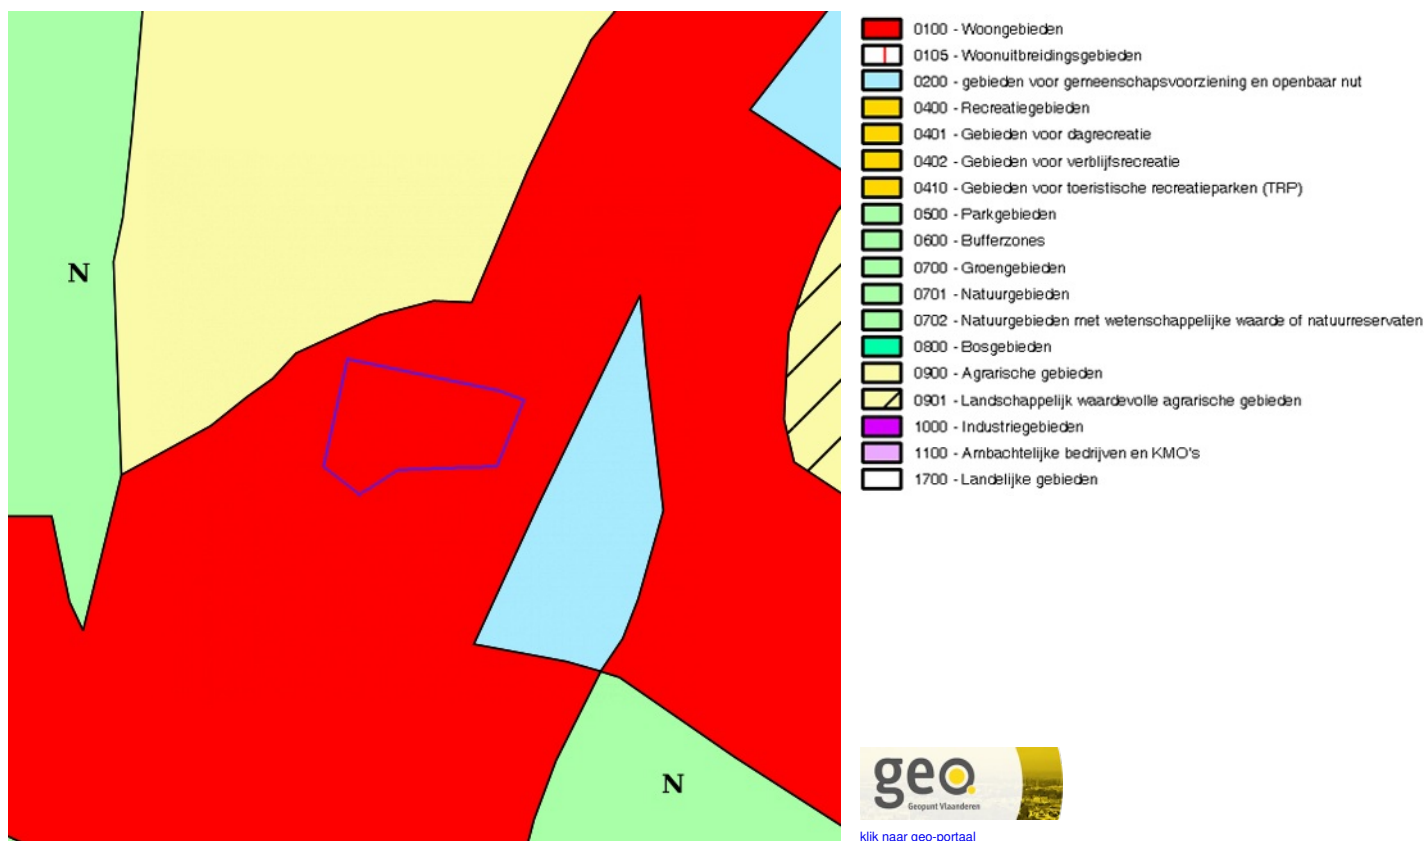 N
N
0100 - Woongebieden
0105 - Woonuitbreidingsgebieden
0200 - gebieden voor gemeenschapsvoorziening en openbaar nut
0400 - Recreatiegebieden
0401 - Gebieden voor dagrecreatie
0402 - Gebieden voor verblijfsrecreatie
0410 - Gebieden voor toeristische recreatieparken (TRP)
0500 - Parkgebieden
0600 - Bufferzones
0700 - Groengebieden
0701 - Natuurgebieden
0702 - Natuurgebieden met wetenschappelijke waarde of natuurreservaten
0800 - Bosgebieden
0900 - Agrarische gebieden
0901 - Landschappelijk waardevolle agrarische gebieden
1000 - Industriegebieden
1100 - Ambachtelijke bedrijven en KMO's
1700 - Landelijke gebieden
geo.
Geopunt Vlaanderen
klik naar geo-portaal